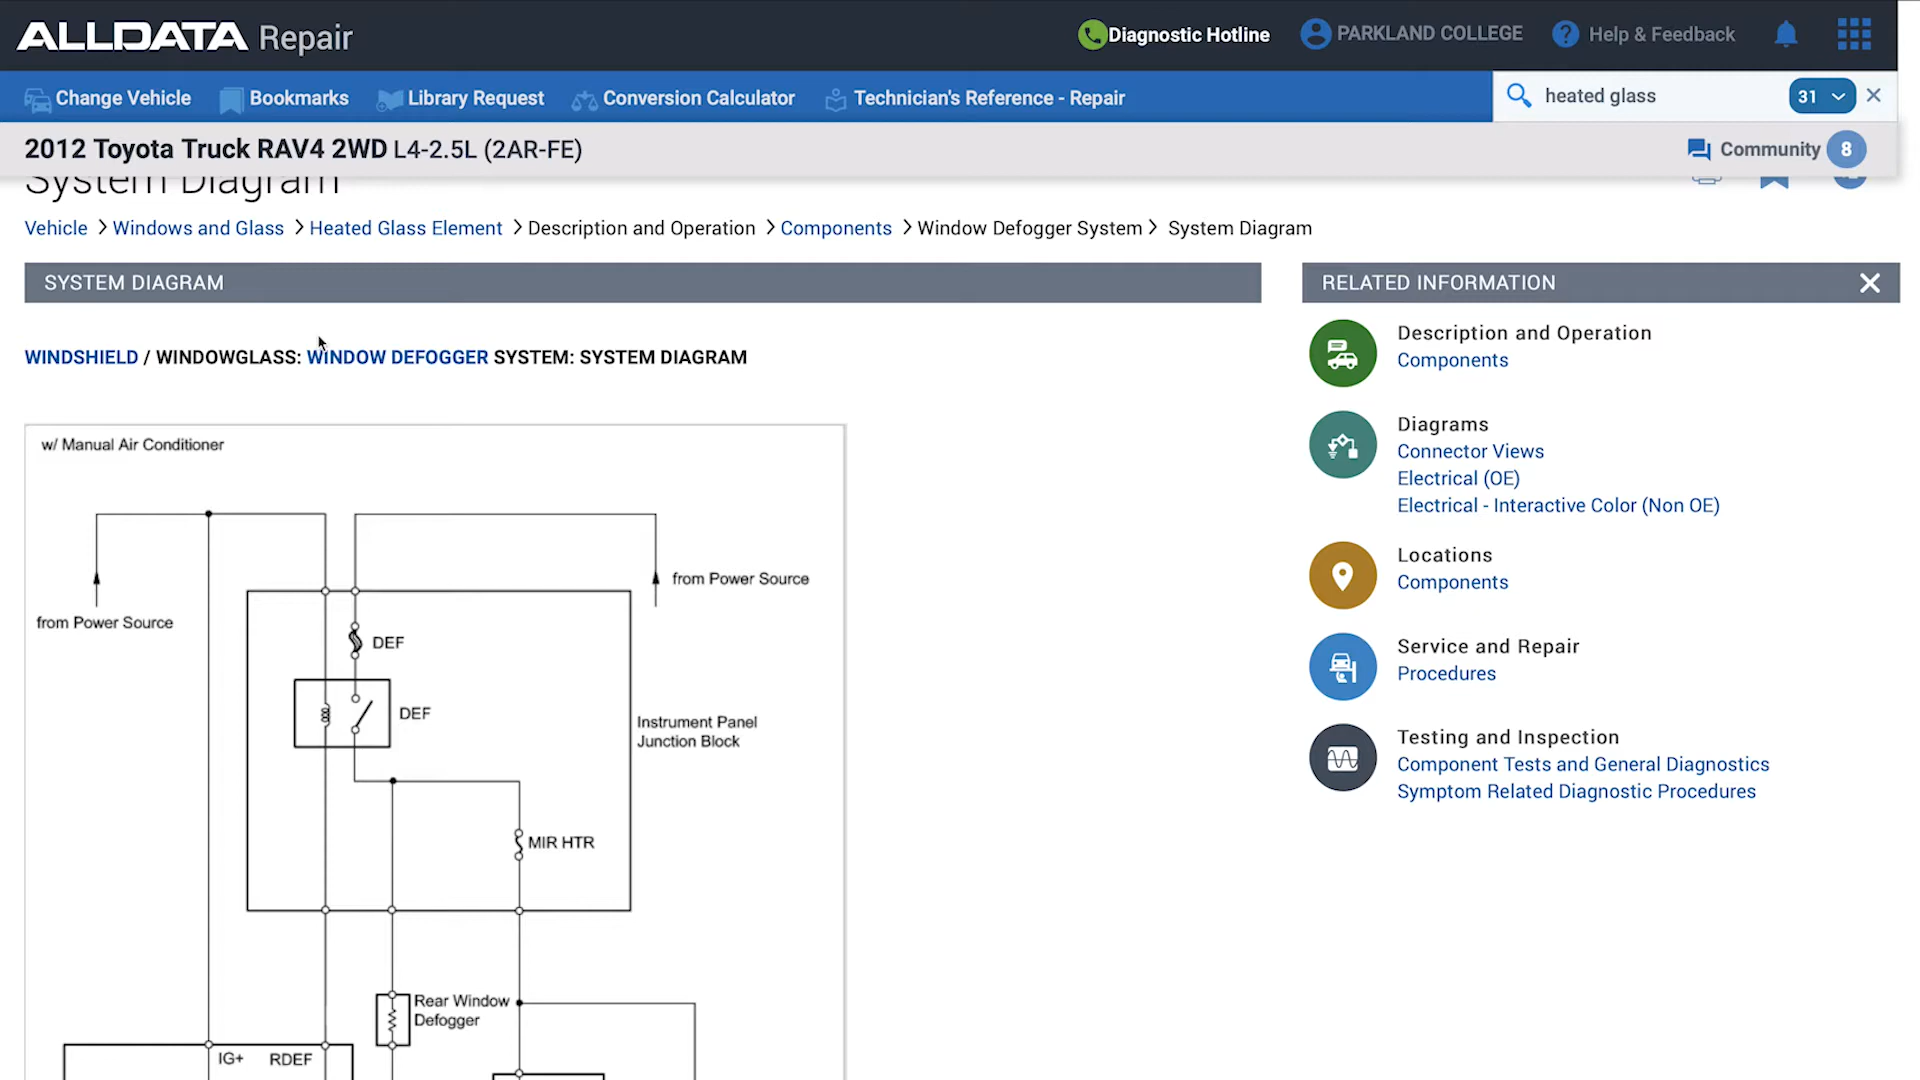 ALLDATA Repair
Diagnostic Hotline
PARKLAND COLLEGE
Help & Feedback
Change Vehicle
Bookmarks
Library Request
Conversion Calculator
Technician's Reference - Repair
heated glass
31
2012 Toyota Truck RAV4 2WD L4-2.5L (2AR-FE)
Community 8
System Diagram
Vehicle > Windows and Glass > Heated Glass Element > Description and Operation > Components > Window Defogger System > System Diagram
SYSTEM DIAGRAM
WINDSHIELD / WINDOWGLASS: WINDOW DEFOGGER SYSTEM: SYSTEM DIAGRAM
w/ Manual Air Conditioner
from Power Source
from Power Source
DEF
DEF
Instrument Panel
Junction Block
MIR HTR
Rear Window
Defogger
IG+ RDEF
RELATED INFORMATION
Description and Operation
Components
Diagrams
Connector Views
Electrical (OE)
Electrical - Interactive Color (Non OE)
Locations
Components
Service and Repair
Procedures
Testing and Inspection
Component Tests and General Diagnostics
Symptom Related Diagnostic Procedures